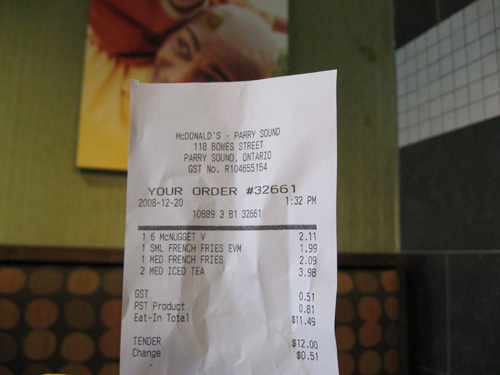 McDONALD'S - PARRY SOUND
118 BOWES STREET
PARRY SOUND, ONTARIO
GST No. R104655154
YOUR ORDER #32661
2008-12-20 1:32 PM
10889 3 81 32661
1 6 McNUGGET V 2.11
1 SML FRENCH FRIES EVM 1.99
1 MED FRENCH FRIES 2.09
2 MED ICED TEA 3.98
GST 0.51
PST Product 0.81
Eat-In Total $11.49
TENDER $12.00
Change $0.51